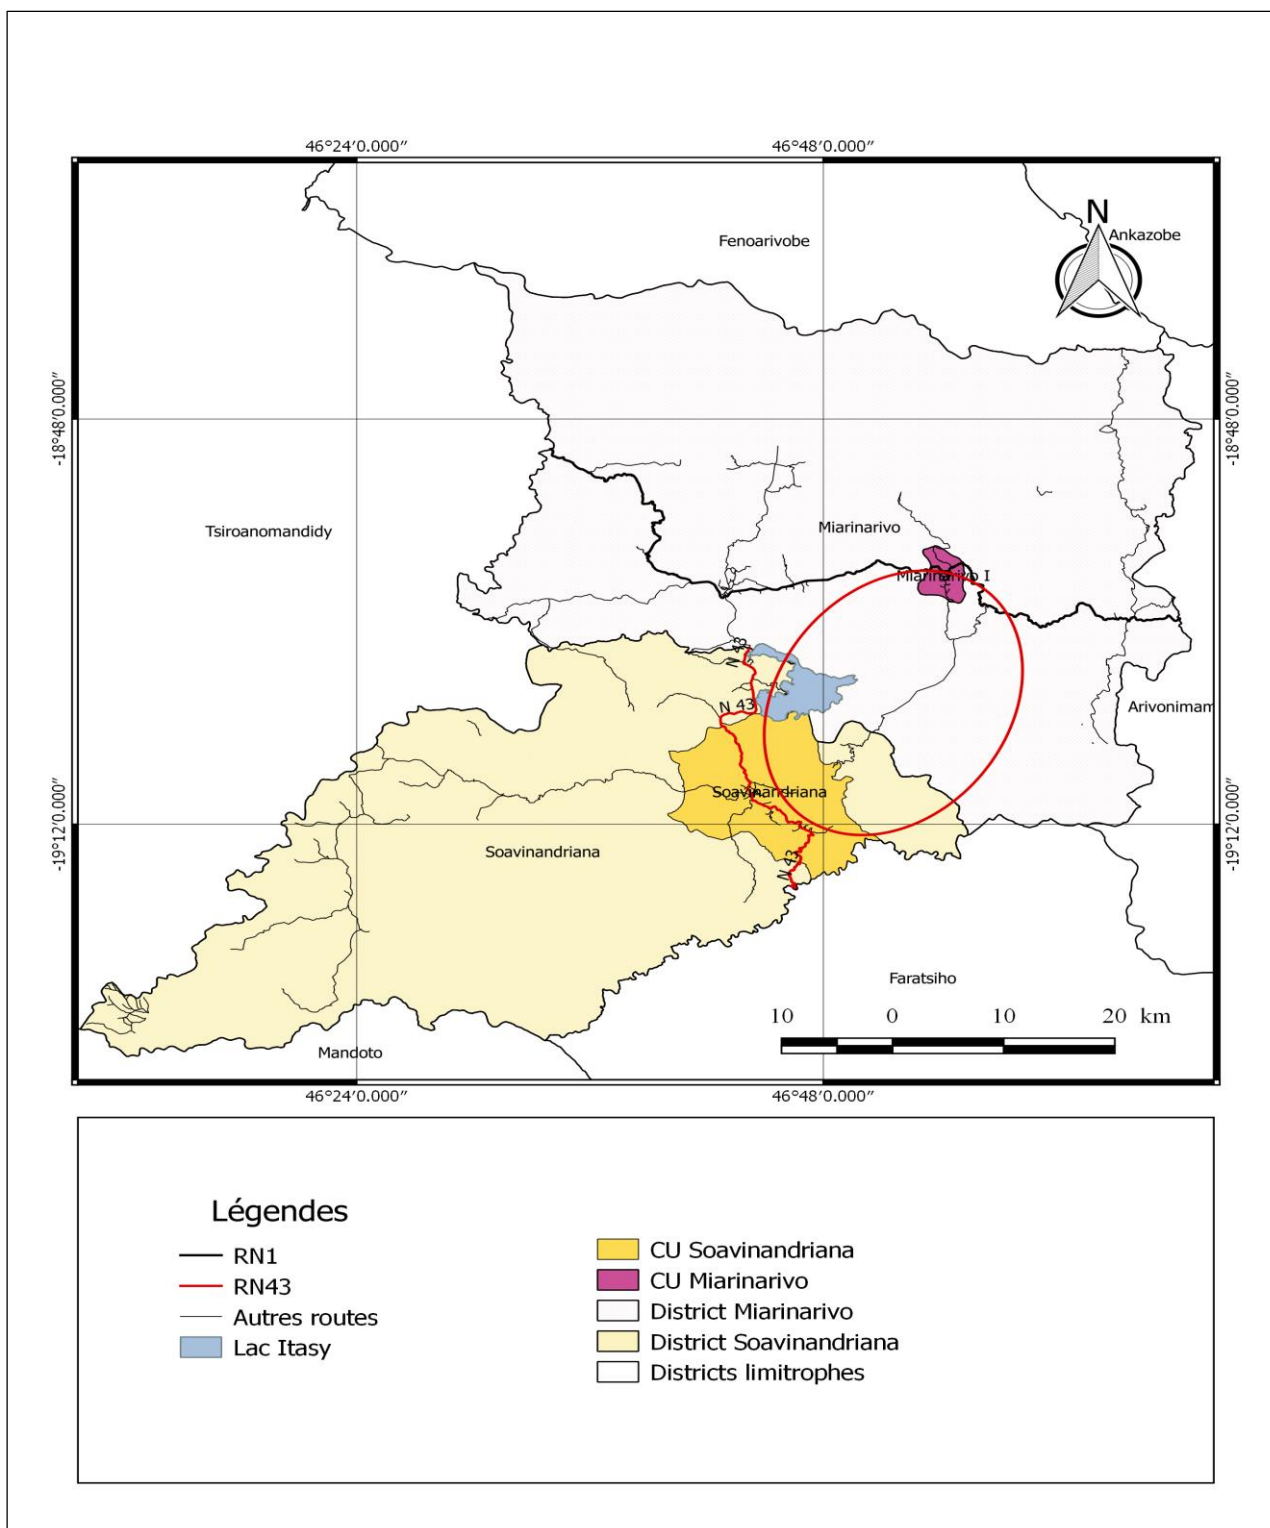 46°24′0.000″ 46°48′0.000″
N
Fenoarivobe
Ankazobe
-18°48′0.000″
-18°48′0.000″
Tsiroanomandidy
Miarinarivo
Miarinarivo I
N 43
N 43
Arivonimam
Soavinandriana
-19°12′0.000″
-19°12′0.000″
Soavinandriana
N 43
Faratsiho
10 0 10 20 km
Mandoto
46°24′0.000″ 46°48′0.000″
Légendes
RN1
RN43
Autres routes
Lac Itasy
CU Soavinandriana
CU Miarinarivo
District Miarinarivo
District Soavinandriana
Districts limitrophes